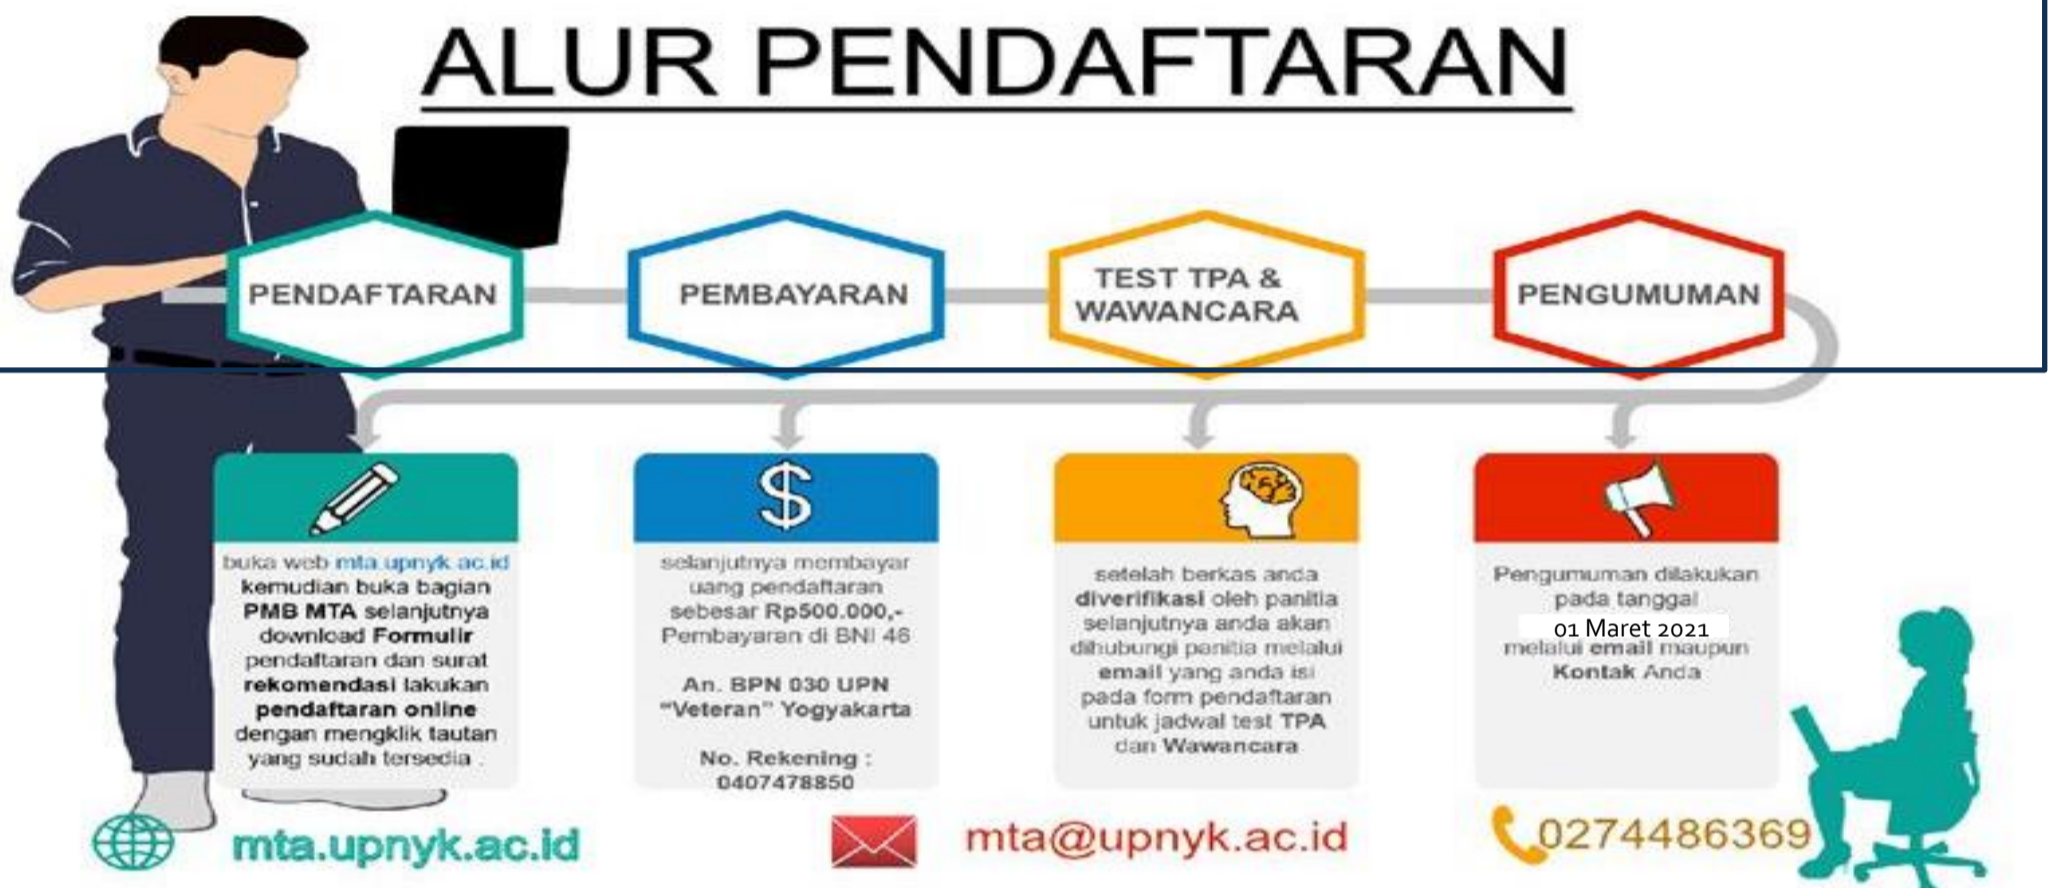 ALUR PENDAFTARAN
PENDAFTARAN
PEMBAYARAN
TEST TPA &
WAWANCARA
PENGUMUMAN
buka web mta.upnyk.ac.id
kemudian buka bagian
PMB MTA selanjutnya
download Formulir
pendaftaran dan surat
rekomendasi lakukan
pendaftaran online
dengan mengklik tautan
yang sudah tersedia .
selanjutnya membayar
uang pendaftaran
sebesar Rp500.000,-
Pembayaran di BNI 46
An. BPN 030 UPN
"Veteran" Yogyakarta
No. Rekening :
0407478850
setelah berkas anda
diverifikasi oleh panitia
selanjutnya anda akan
dihubungi panitia melalui
email yang anda isi
pada form pendaftaran
untuk jadwal test TPA
dan Wawancara
Pengumuman dilakukan
pada tanggal
01 Maret 2021
melalui email maupun
Kontak Anda
mta.upnyk.ac.id
mta@upnyk.ac.id
0274486369